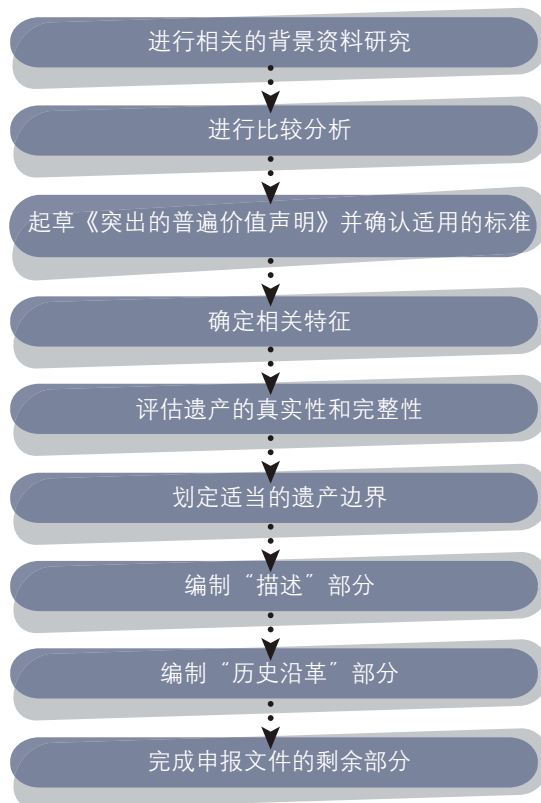 进行相关的背景资料研究
进行比较分析
起草《突出的普遍价值声明》并确认适用的标准
确定相关特征
评估遗产的真实性和完整性
划定适当的遗产边界
编制“描述”部分
编制“历史沿革”部分
完成申报文件的剩余部分